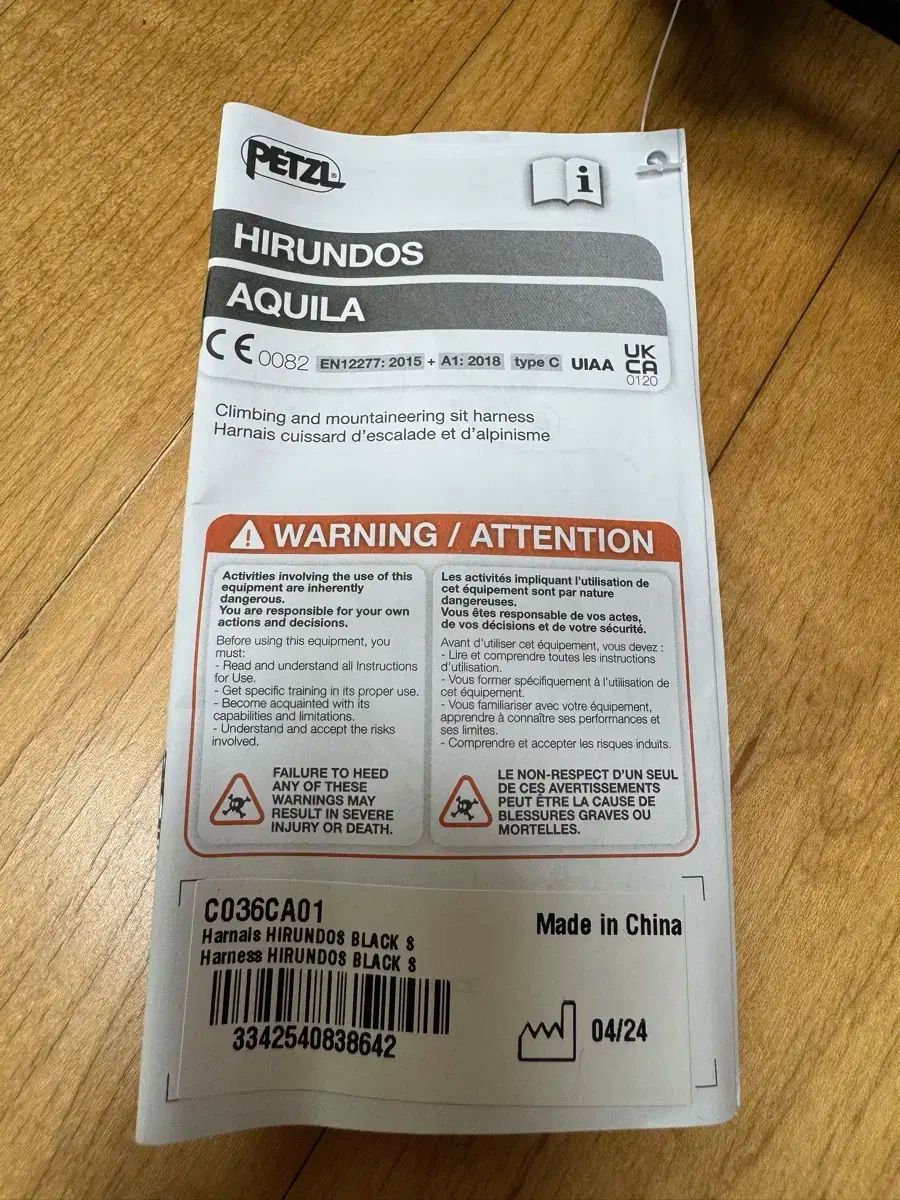 PETZL®
i
HIRUNDOS
AQUILA
CE 0082 EN12277: 2015 + A1: 2018 type C UIAA UK CA 0120
Climbing and mountaineering sit harness
Harnais cuissard d'escalade et d'alpinisme
WARNING / ATTENTION
Activities involving the use of this
equipment are inherently
dangerous.
You are responsible for your own
actions and decisions.
Before using this equipment, you
must:
- Read and understand all Instructions
for Use.
- Get specific training in its proper use.
- Become acquainted with its
capabilities and limitations.
- Understand and accept the risks
involved.
FAILURE TO HEED
ANY OF THESE
WARNINGS MAY
RESULT IN SEVERE
INJURY OR DEATH.
Les activités impliquant l'utilisation de
cet équipement sont par nature
dangereuses.
Vous êtes responsable de vos actes,
de vos décisions et de votre sécurité.
Avant d'utiliser cet équipement, vous devez :
- Lire et comprendre toutes les instructions
d'utilisation.
- Vous former spécifiquement à l'utilisation de
cet équipement.
- Vous familiariser avec votre équipement,
apprendre à connaître ses performances et
ses limites.
- Comprendre et accepter les risques induits.
LE NON-RESPECT D'UN SEUL
DE CES AVERTISSEMENTS
PEUT ÊTRE LA CAUSE DE
BLESSURES GRAVES OU
MORTELLES.
C036CA01
Harnais HIRUNDOS BLACK S
Harness HIRUNDOS BLACK S
3342540838642
Made in China
04/24